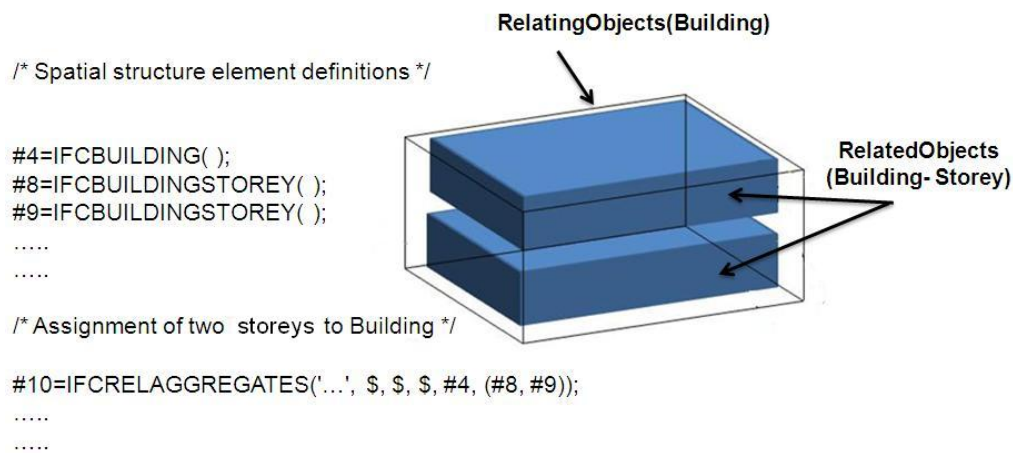 RelatingObjects(Building)
/* Spatial structure element definitions */
#4=IFCBUILDING( );
#8=IFCBUILDINGSTOREY( );
#9=IFCBUILDINGSTOREY( );
…..
…..
RelatedObjects
(Building- Storey)
/* Assignment of two storeys to Building */
#10=IFCRELAGGREGATES('…', $, $, $, #4, (#8, #9));
…..
…..